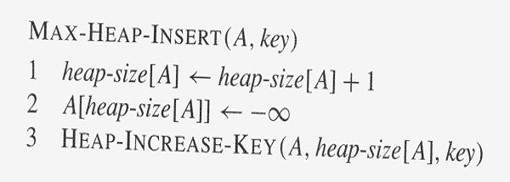 MAX-HEAP-INSERT(A, key)
1 heap-size[A] ← heap-size[A] + 1
2 A[heap-size[A]] ← −∞
3 HEAP-INCREASE-KEY(A, heap-size[A], key)